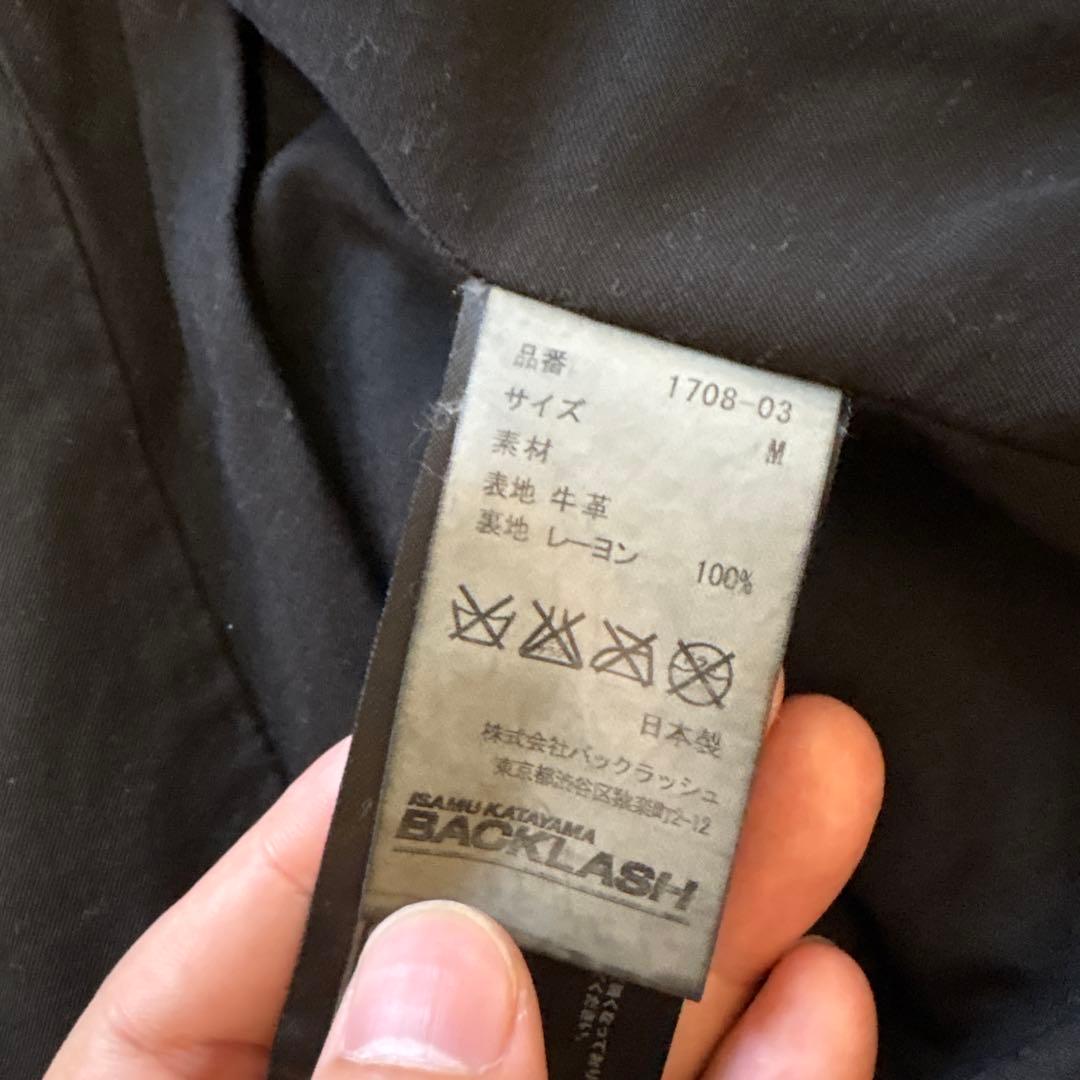 品番 1708-03
サイズ M
素材
表地 牛革
裏地 レーヨン 100%
日本製
株式会社バックラッシュ
東京都渋谷区鶯楽町2-12
ISAMU KATAYAMA
BACKLASH